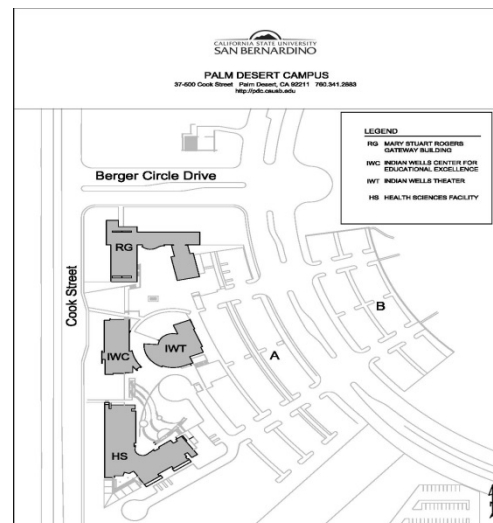 CALIFORNIA STATE UNIVERSITY
SAN BERNARDINO
PALM DESERT CAMPUS
37-500 Cook Street Palm Desert, CA 92211 760.341.2883
http://pdc.csusb.edu
LEGEND
RG MARY STUART ROGERS
GATEWAY BUILDING
IWC INDIAN WELLS CENTER FOR
EDUCATIONAL EXCELLENCE
IWT INDIAN WELLS THEATER
HS HEALTH SCIENCES FACILITY
Berger Circle Drive
RG
Cook Street
B
A
IWC
IWT
HS